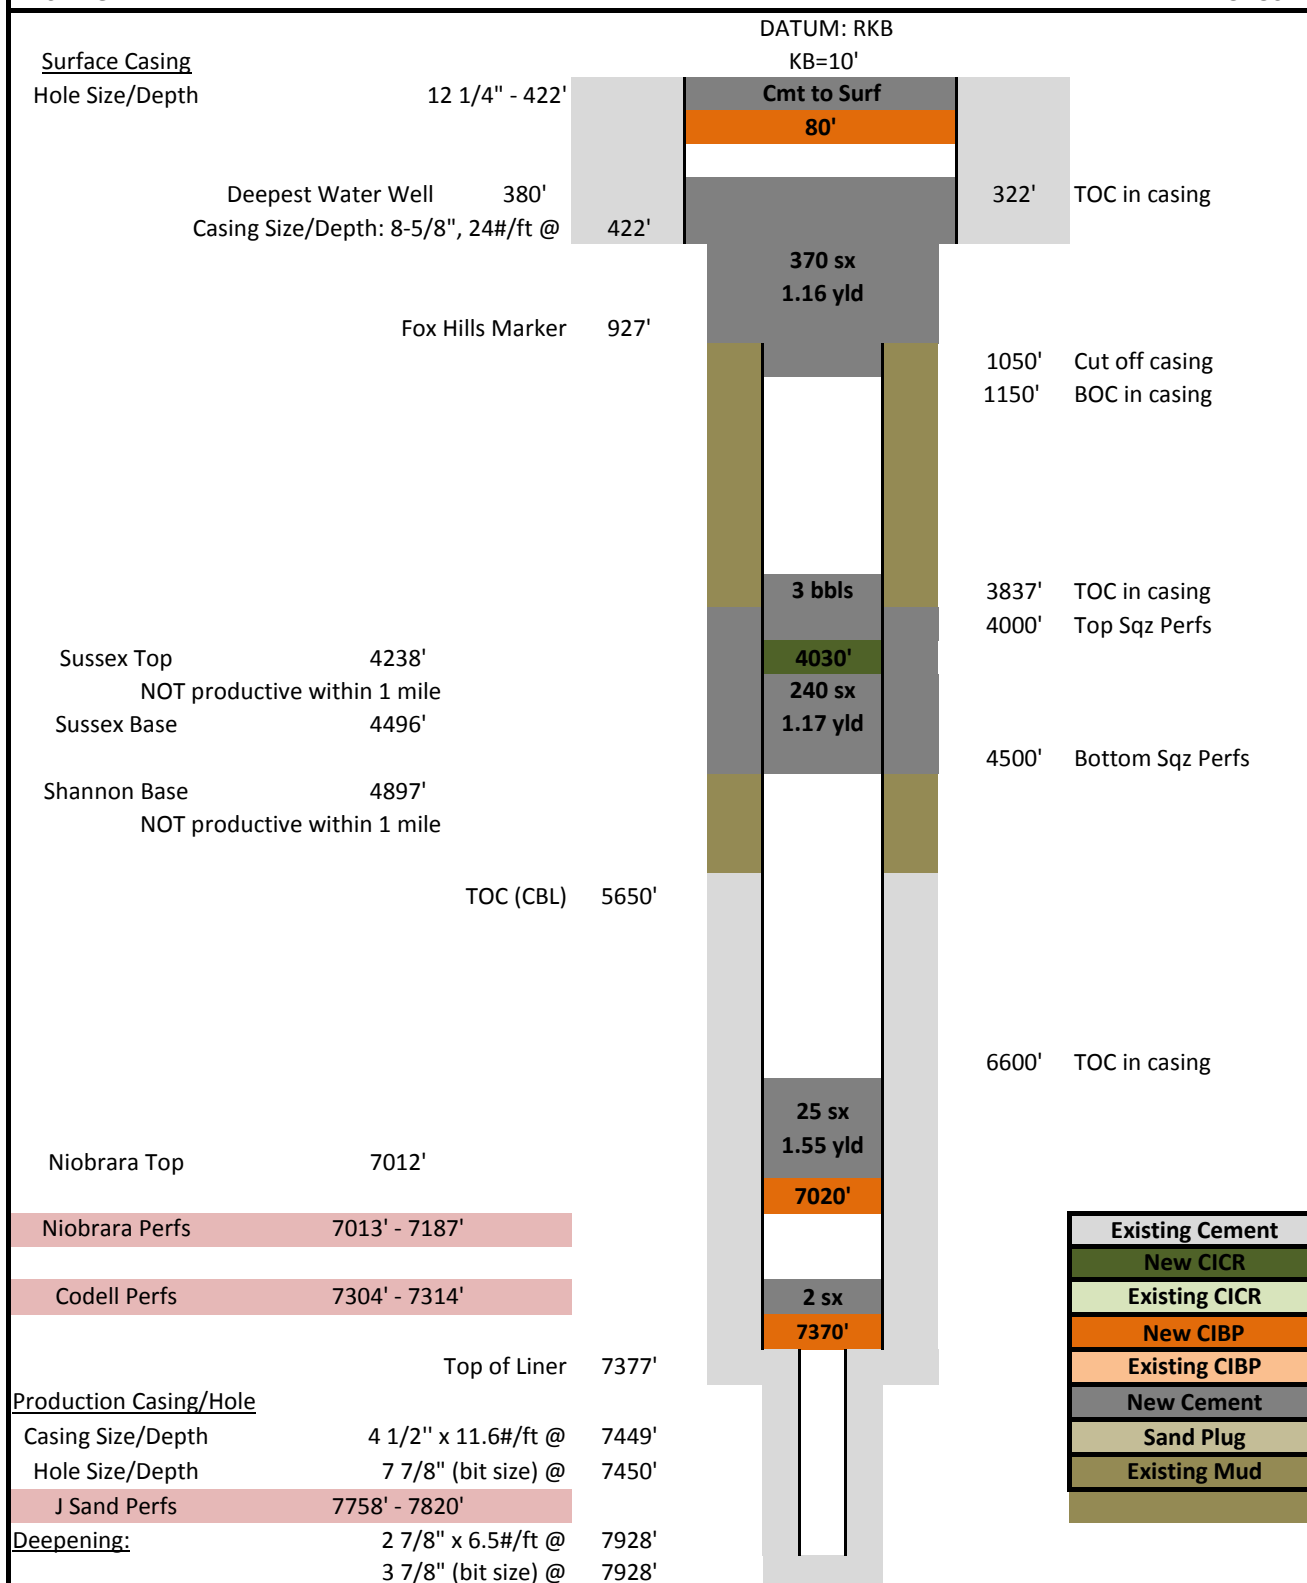 DATUM: RKB
Surface Casing KB=10'
Hole Size/Depth 12 1/4" - 422' Cmt to Surf
80'
Deepest Water Well 380' 322' TOC in casing
Casing Size/Depth: 8-5/8", 24#/ft @ 422'
370 sx
1.16 yld
Fox Hills Marker 927'
1050' Cut off casing
1150' BOC in casing
3 bbls 3837' TOC in casing
4000' Top Sqz Perfs
Sussex Top 4238' 4030'
NOT productive within 1 mile 240 sx
Sussex Base 4496' 1.17 yld
4500' Bottom Sqz Perfs
Shannon Base 4897'
NOT productive within 1 mile
TOC (CBL) 5650'
6600' TOC in casing
25 sx
1.55 yld
Niobrara Top 7012'
7020'
Niobrara Perfs 7013' - 7187' Existing Cement
New CICR
Codell Perfs 7304' - 7314' 2 sx Existing CICR
7370' New CIBP
Top of Liner 7377' Existing CIBP
Production Casing/Hole New Cement
Casing Size/Depth 4 1/2'' x 11.6#/ft @ 7449' Sand Plug
Hole Size/Depth 7 7/8" (bit size) @ 7450' Existing Mud
J Sand Perfs 7758' - 7820'
Deepening: 2 7/8" x 6.5#/ft @ 7928'
3 7/8" (bit size) @ 7928'